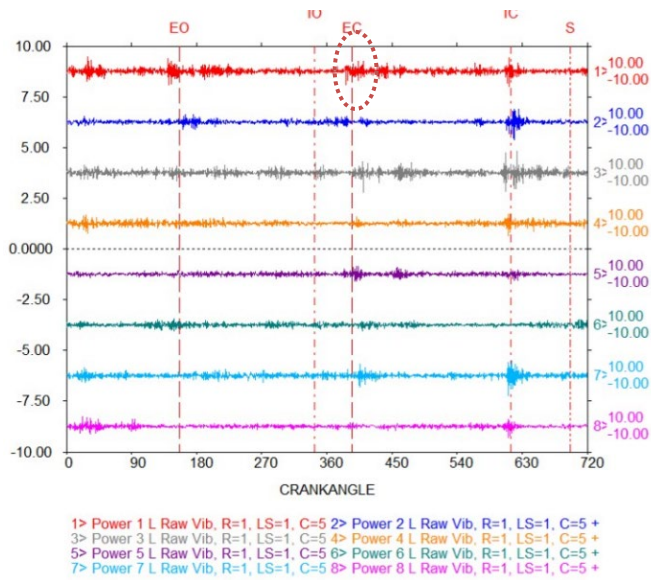 EO IO EC IC S
10.00
7.50
5.00
2.50
0.0000
-2.50
-5.00
-7.50
-10.00
1> 10.00 -10.00
2> 10.00 -10.00
3> 10.00 -10.00
4> 10.00 -10.00
5> 10.00 -10.00
6> 10.00 -10.00
7> 10.00 -10.00
8> 10.00 -10.00
0 90 180 270 360 450 540 630 720
CRANKANGLE
1> Power 1 L Raw Vib, R=1, LS=1, C=5 2> Power 2 L Raw Vib, R=1, LS=1, C=5 +
3> Power 3 L Raw Vib, R=1, LS=1, C=5 4> Power 4 L Raw Vib, R=1, LS=1, C=5 +
5> Power 5 L Raw Vib, R=1, LS=1, C=5 6> Power 6 L Raw Vib, R=1, LS=1, C=5 +
7> Power 7 L Raw Vib, R=1, LS=1, C=5 8> Power 8 L Raw Vib, R=1, LS=1, C=5 +